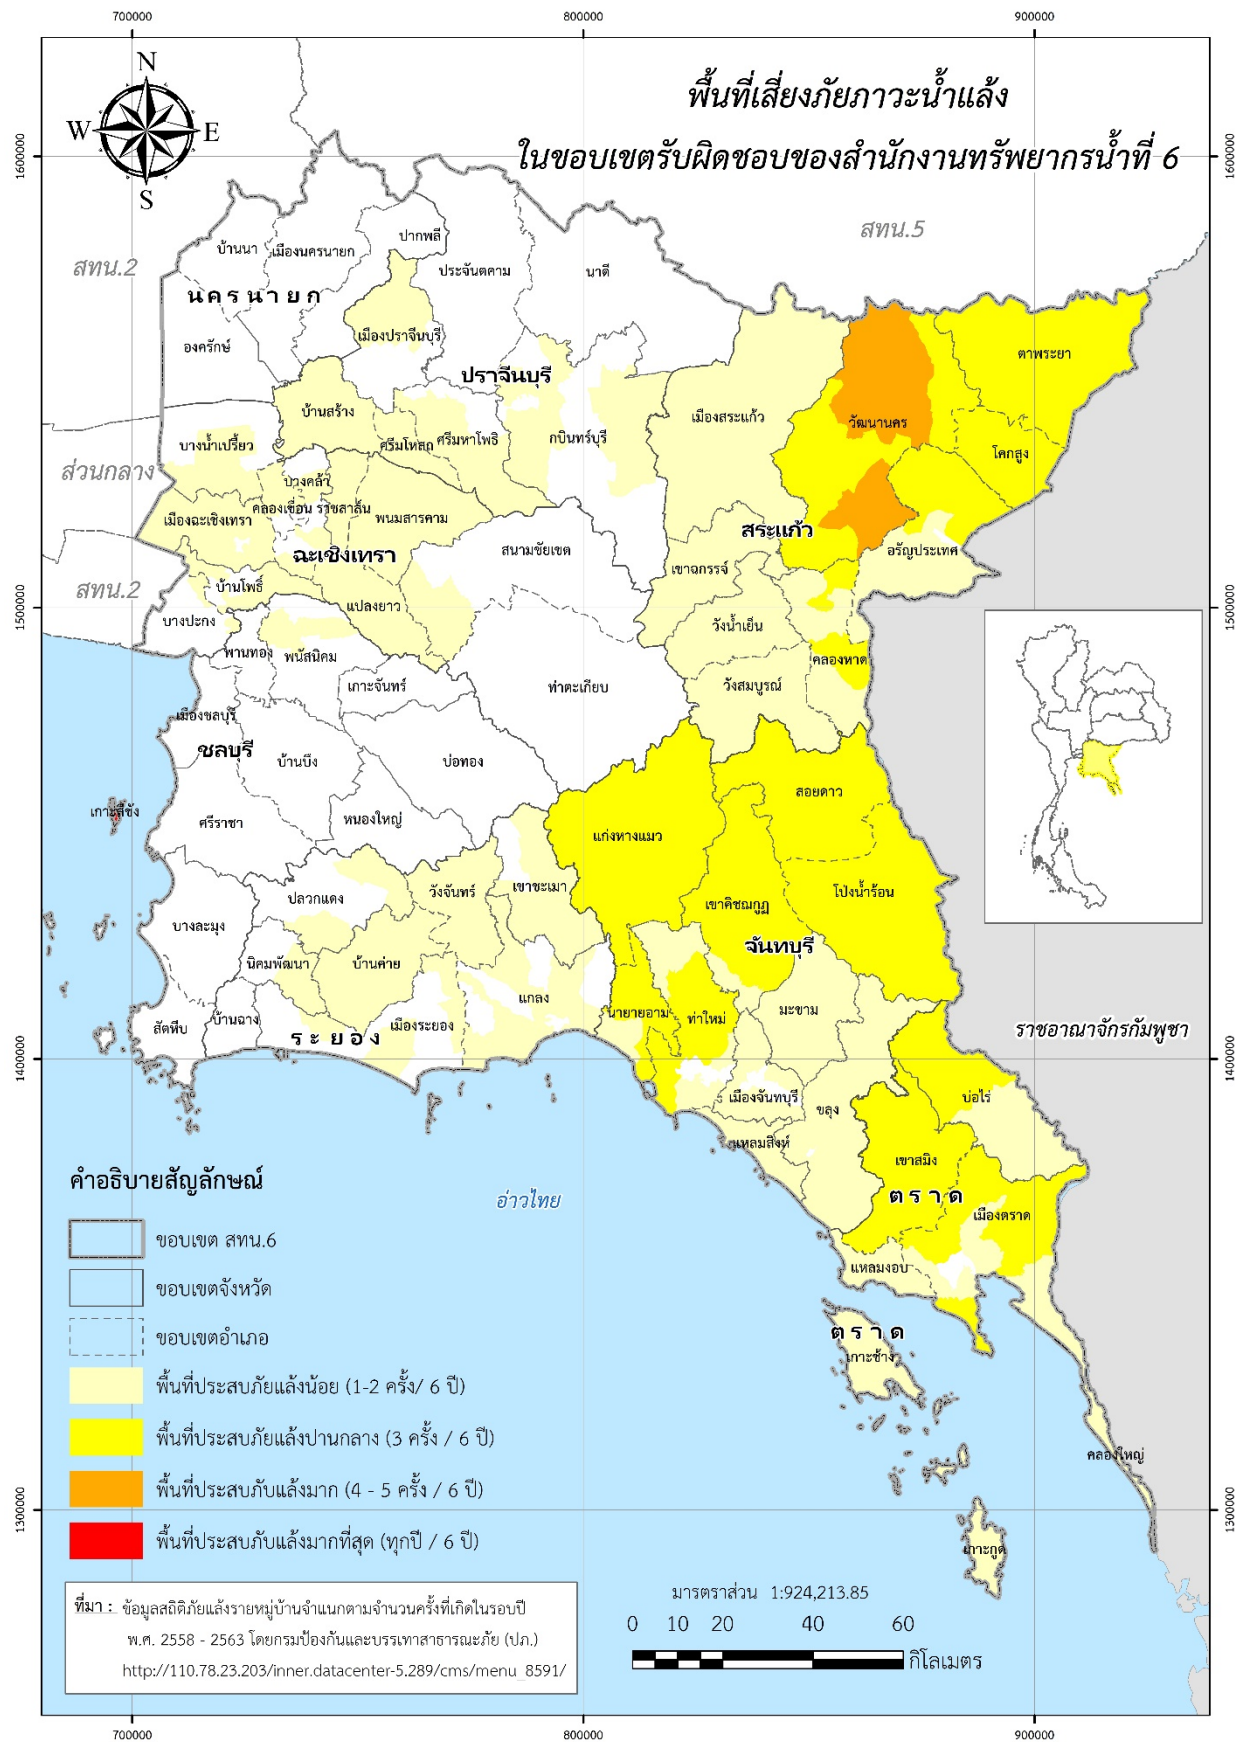 700000
800000
900000
N
W
E
S
พื้นที่เสี่ยงภัยภาวะน้ำแล้ง
ในขอบเขตรับผิดชอบของสำนักงานทรัพยากรน้ำที่ 6
1600000
1600000
สทน.5
สทน.2
ปากพลี
บ้านนา
เมืองนครนายก
ประจันตคาม
นาดี
นครนายก
องครักษ์
เมืองปราจีนบุรี
ตาพระยา
ปราจีนบุรี
บ้านสร้าง
เมืองสระแก้ว
วัฒนานคร
บางน้ำเปรี้ยว
ศรีมโหสถ
ศรีมหาโพธิ
กบินทร์บุรี
โคกสูง
ส่วนกลาง
บางคล้า
คลองเขื่อน
ราชสาส์น
เมืองฉะเชิงเทรา
พนมสารคาม
สระแก้ว
ฉะเชิงเทรา
สนามชัยเขต
อรัญประเทศ
เขาฉกรรจ์
สทน.2
บ้านโพธิ์
แปลงยาว
1500000
1500000
บางปะกง
วังน้ำเย็น
พานทอง
พนัสนิคม
คลองหาด
เกาะจันทร์
ท่าตะเกียบ
วังสมบูรณ์
เมืองชลบุรี
ชลบุรี
บ้านบึง
บ่อทอง
สอยดาว
เกาะสีชัง
ศรีราชา
หนองใหญ่
แก่งหางแมว
เขาชะเมา
วังจันทร์
ปลวกแดง
โป่งน้ำร้อน
เขาคิชฌกูฏ
บางละมุง
จันทบุรี
นิคมพัฒนา
บ้านค่าย
แกลง
นายายอาม
ท่าใหม่
มะขาม
สัตหีบ
บ้านฉาง
เมืองระยอง
ระยอง
ราชอาณาจักรกัมพูชา
1400000
1400000
เมืองจันทบุรี
ขลุง
บ่อไร่
แหลมสิงห์
เขาสมิง
ตราด
เมืองตราด
อ่าวไทย
แหลมงอบ
ตราด
เกาะช้าง
คลองใหญ่
เกาะกูด
คำอธิบายสัญลักษณ์
ขอบเขต สทน.6
ขอบเขตจังหวัด
ขอบเขตอำเภอ
พื้นที่ประสบภัยแล้งน้อย (1-2 ครั้ง/ 6 ปี)
พื้นที่ประสบภัยแล้งปานกลาง (3 ครั้ง / 6 ปี)
พื้นที่ประสบภับแล้งมาก (4 - 5 ครั้ง / 6 ปี)
พื้นที่ประสบภับแล้งมากที่สุด (ทุกปี / 6 ปี)
1300000
1300000
ที่มา : ข้อมูลสถิติภัยแล้งรายหมู่บ้านจำแนกตามจำนวนครั้งที่เกิดในรอบปี
พ.ศ. 2558 - 2563 โดยกรมป้องกันและบรรเทาสาธารณะภัย (ปภ.)
http://110.78.23.203/inner.datacenter-5.289/cms/menu_8591/
มารตราส่วน 1:924,213.85
0 10 20 40 60
กิโลเมตร
700000
800000
900000